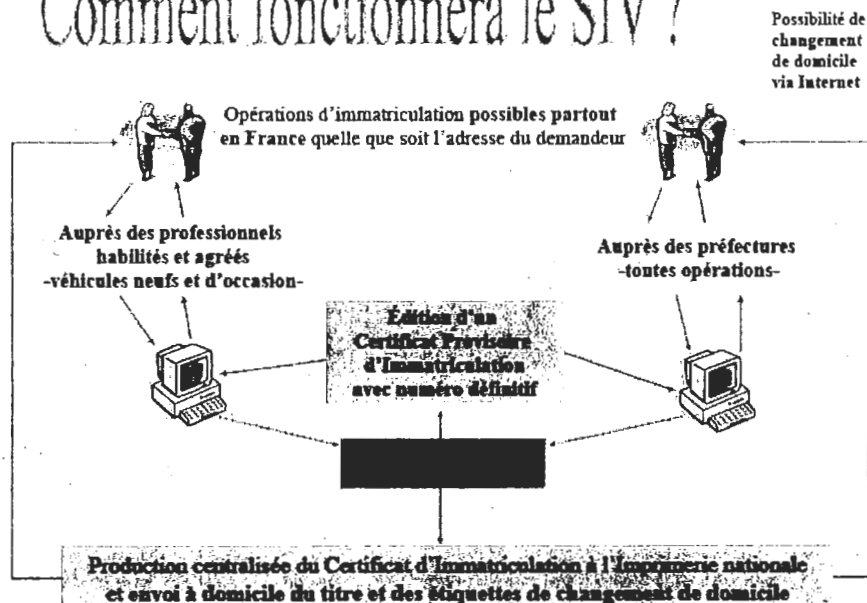 Comment fonctionnera le SIV ?
Possibilité de
changement
de domicile
via Internet
Opérations d'immatriculation possibles partout
en France quelle que soit l'adresse du demandeur
Auprès des professionnels
habilités et agréés
-véhicules neufs et d'occasion-
Auprès des préfectures
-toutes opérations-
Édition d'un
Certificat Provisoire
d'Immatriculation
avec numéro définitif
Production centralisée du Certificat d'Immatriculation à l'Imprimerie nationale
et envoi à domicile du titre et des étiquettes de changement de domicile